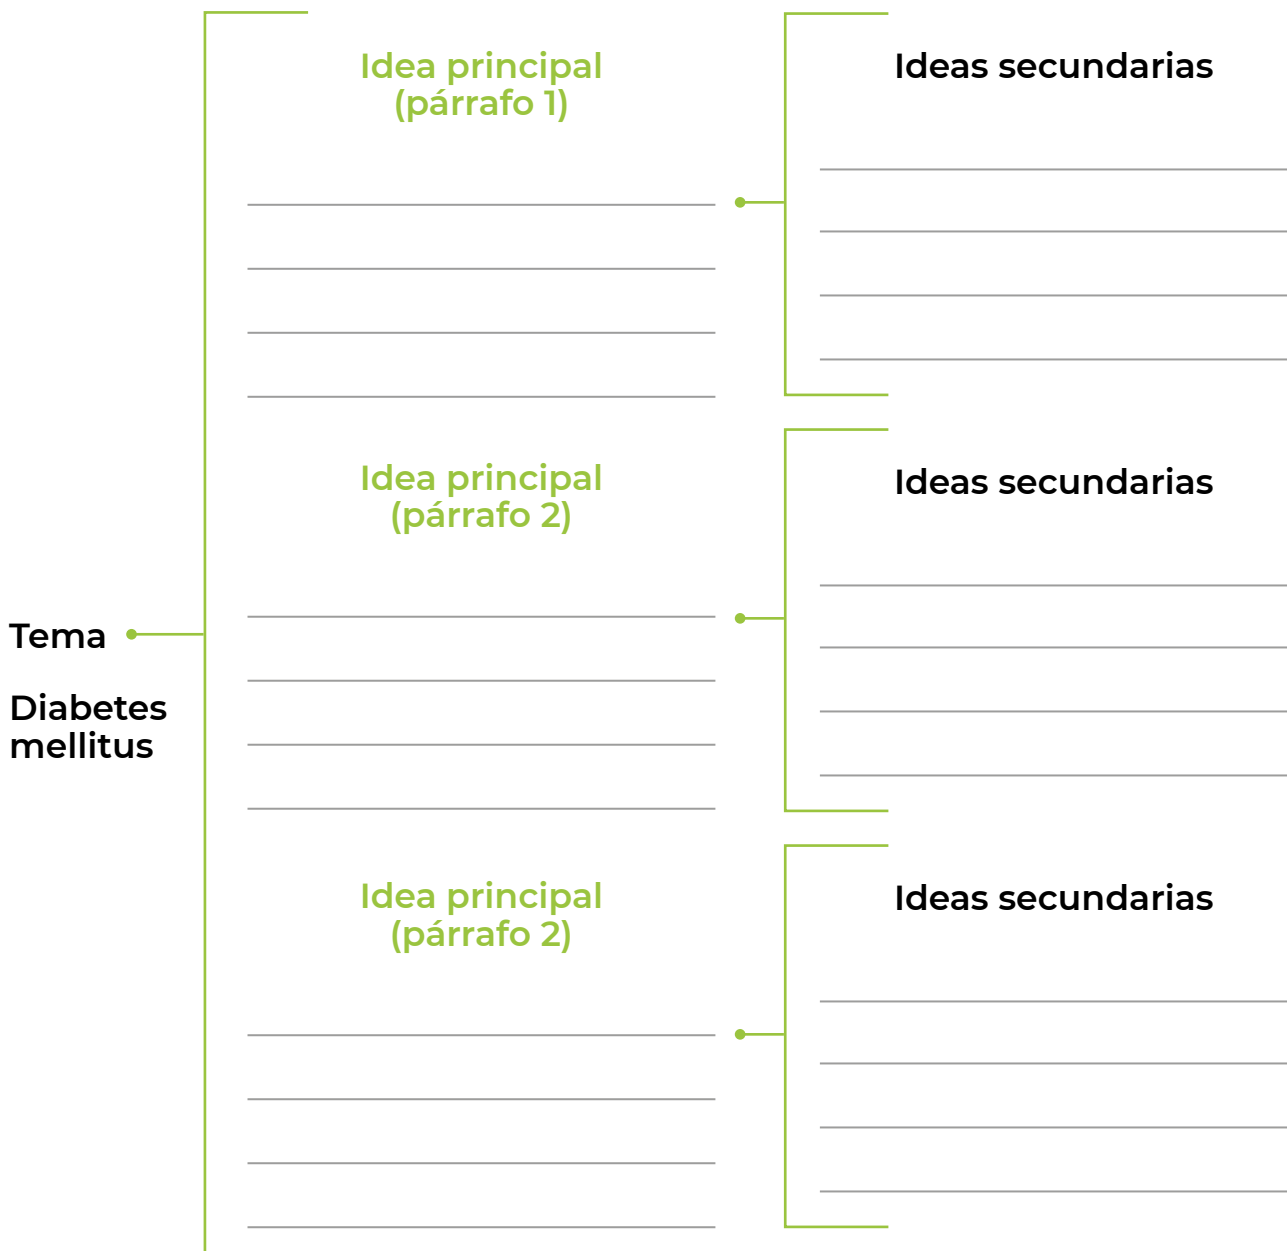 Idea principal
(párrafo 1)
Ideas secundarias
Idea principal
(párrafo 2)
Ideas secundarias
Tema
Diabetes
mellitus
Idea principal
(párrafo 2)
Ideas secundarias